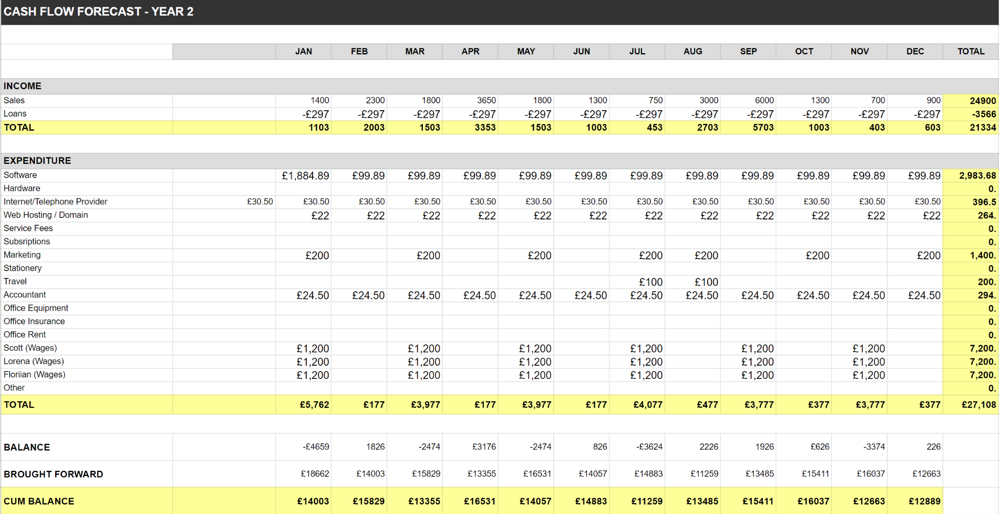 CASH FLOW FORECAST - YEAR 2
JAN FEB MAR APR MAY JUN JUL AUG SEP OCT NOV DEC TOTAL
INCOME
Sales 1400 2300 1800 3650 1800 1300 750 3000 6000 1300 700 900 24900
Loans -£297 -£297 -£297 -£297 -£297 -£297 -£297 -£297 -£297 -£297 -£297 -£297 -3566
TOTAL 1103 2003 1503 3353 1503 1003 453 2703 5703 1003 403 603 21334
EXPENDITURE
Software £1,884.89 £99.89 £99.89 £99.89 £99.89 £99.89 £99.89 £99.89 £99.89 £99.89 £99.89 £99.89 2,983.68
Hardware 0.
Internet/Telephone Provider £30.50 £30.50 £30.50 £30.50 £30.50 £30.50 £30.50 £30.50 £30.50 £30.50 £30.50 £30.50 £30.50 396.5
Web Hosting / Domain £22 £22 £22 £22 £22 £22 £22 £22 £22 £22 £22 £22 264.
Service Fees 0.
Subsriptions 0.
Marketing £200 £200 £200 £200 £200 £200 £200 1,400.
Stationery 0.
Travel £100 £100 200.
Accountant £24.50 £24.50 £24.50 £24.50 £24.50 £24.50 £24.50 £24.50 £24.50 £24.50 £24.50 £24.50 294.
Office Equipment 0.
Office Insurance 0.
Office Rent 0.
Scott (Wages) £1,200 £1,200 £1,200 £1,200 £1,200 £1,200 7,200.
Lorena (Wages) £1,200 £1,200 £1,200 £1,200 £1,200 £1,200 7,200.
Floriian (Wages) £1,200 £1,200 £1,200 £1,200 £1,200 £1,200 7,200.
Other 0.
TOTAL £5,762 £177 £3,977 £177 £3,977 £177 £4,077 £477 £3,777 £377 £3,777 £377 £27,108
BALANCE -£4659 1826 -2474 £3176 -2474 826 -£3624 2226 1926 £626 -3374 226
BROUGHT FORWARD £18662 £14003 £15829 £13355 £16531 £14057 £14883 £11259 £13485 £15411 £16037 £12663
CUM BALANCE £14003 £15829 £13355 £16531 £14057 £14883 £11259 £13485 £15411 £16037 £12663 £12889